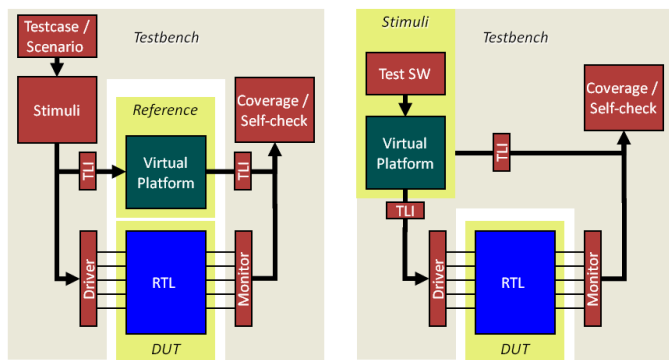 Testcase /
Scenario
Testbench
Stimuli
Reference
Coverage /
Self-check
TLI
Virtual
Platform
TLI
Driver
RTL
Monitor
DUT
Stimuli
Testbench
Test SW
Coverage /
Self-check
Virtual
Platform
TLI
TLI
Driver
RTL
Monitor
DUT